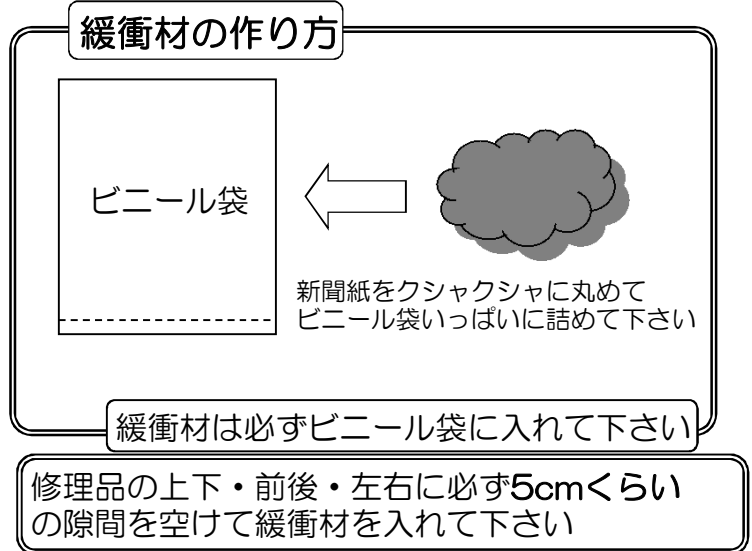 緩衝材の作り方
ビニール袋
新聞紙をクシャクシャに丸めて
ビニール袋いっぱいに詰めて下さい
緩衝材は必ずビニール袋に入れて下さい
修理品の上下・前後・左右に必ず5cmくらい
の隙間を空けて緩衝材を入れて下さい